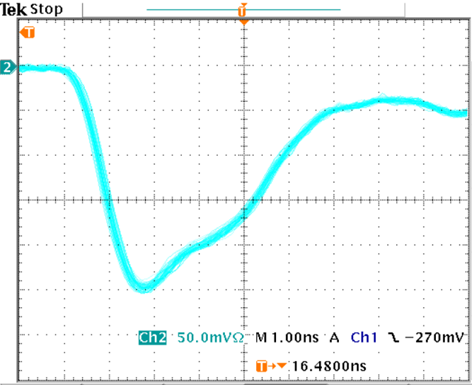 Tek Stop
T
T
2
Ch2 50.0mVΩ M 1.00ns A Ch1 ↘ −270mV
T→▼ 16.4800ns